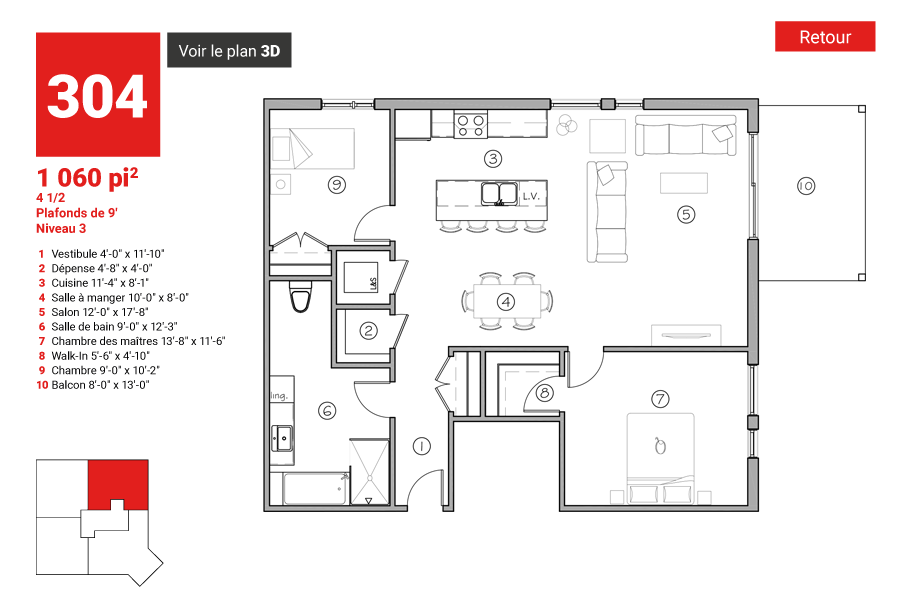 304
Voir le plan 3D
Retour
1 060 pi²
4 1/2
Plafonds de 9'
Niveau 3
1 Vestibule 4'-0" x 11'-10"
2 Dépense 4'-8" x 4'-0"
3 Cuisine 11'-4" x 8'-1"
4 Salle à manger 10'-0" x 8'-0"
5 Salon 12'-0" x 17'-8"
6 Salle de bain 9'-0" x 12'-3"
7 Chambre des maîtres 13'-8" x 11'-6"
8 Walk-In 5'-6" x 4'-10"
9 Chambre 9'-0" x 10'-2"
10 Balcon 8'-0" x 13'-0"
3
9
L.V.
10
5
L&S
4
2
8
7
ling.
6
1